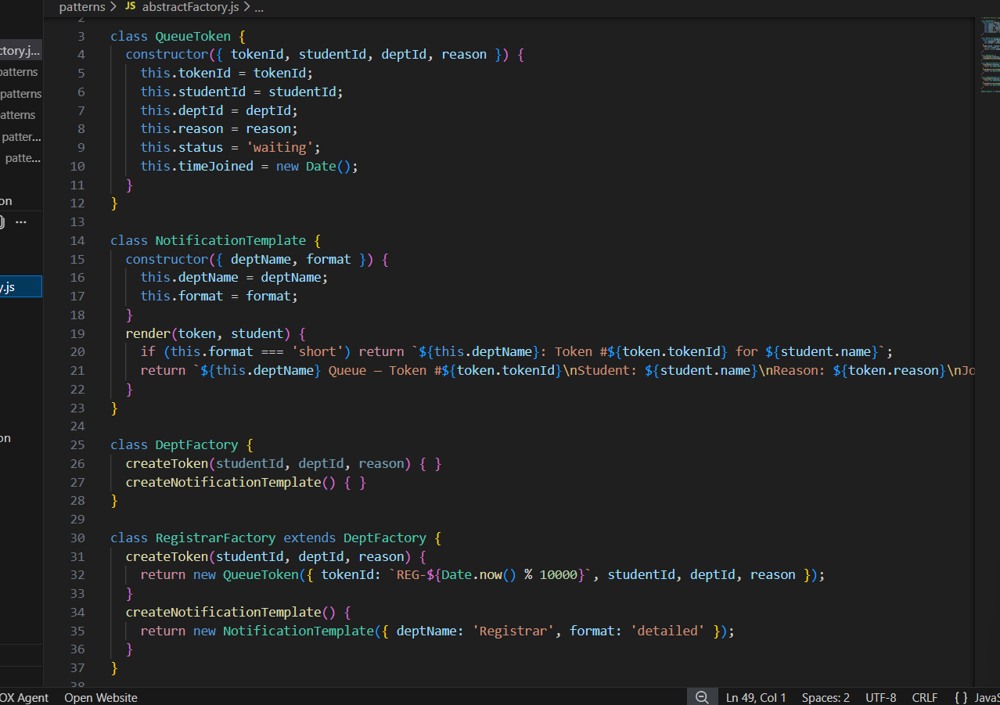 patterns > JS abstractFactory.js > ...
2
3 class QueueToken {
4 constructor({ tokenId, studentId, deptId, reason }) {
5 this.tokenId = tokenId;
6 this.studentId = studentId;
7 this.deptId = deptId;
8 this.reason = reason;
9 this.status = 'waiting';
10 this.timeJoined = new Date();
11 }
12 }
13
14 class NotificationTemplate {
15 constructor({ deptName, format }) {
16 this.deptName = deptName;
17 this.format = format;
18 }
19 render(token, student) {
20 if (this.format === 'short') return `${this.deptName}: Token #${token.tokenId} for ${student.name}`;
21 return `${this.deptName} Queue — Token #${token.tokenId}\nStudent: ${student.name}\nReason: ${token.reason}\nJo
22 }
23 }
24
25 class DeptFactory {
26 createToken(studentId, deptId, reason) { }
27 createNotificationTemplate() { }
28 }
29
30 class RegistrarFactory extends DeptFactory {
31 createToken(studentId, deptId, reason) {
32 return new QueueToken({ tokenId: `REG-${Date.now() % 10000}`, studentId, deptId, reason });
33 }
34 createNotificationTemplate() {
35 return new NotificationTemplate({ deptName: 'Registrar', format: 'detailed' });
36 }
37 }
38
ctory.j...
patterns
patterns
atterns
patter...
patte...
on
...
y.js
on
OX Agent Open Website Ln 49, Col 1 Spaces: 2 UTF-8 CRLF { } JavaS